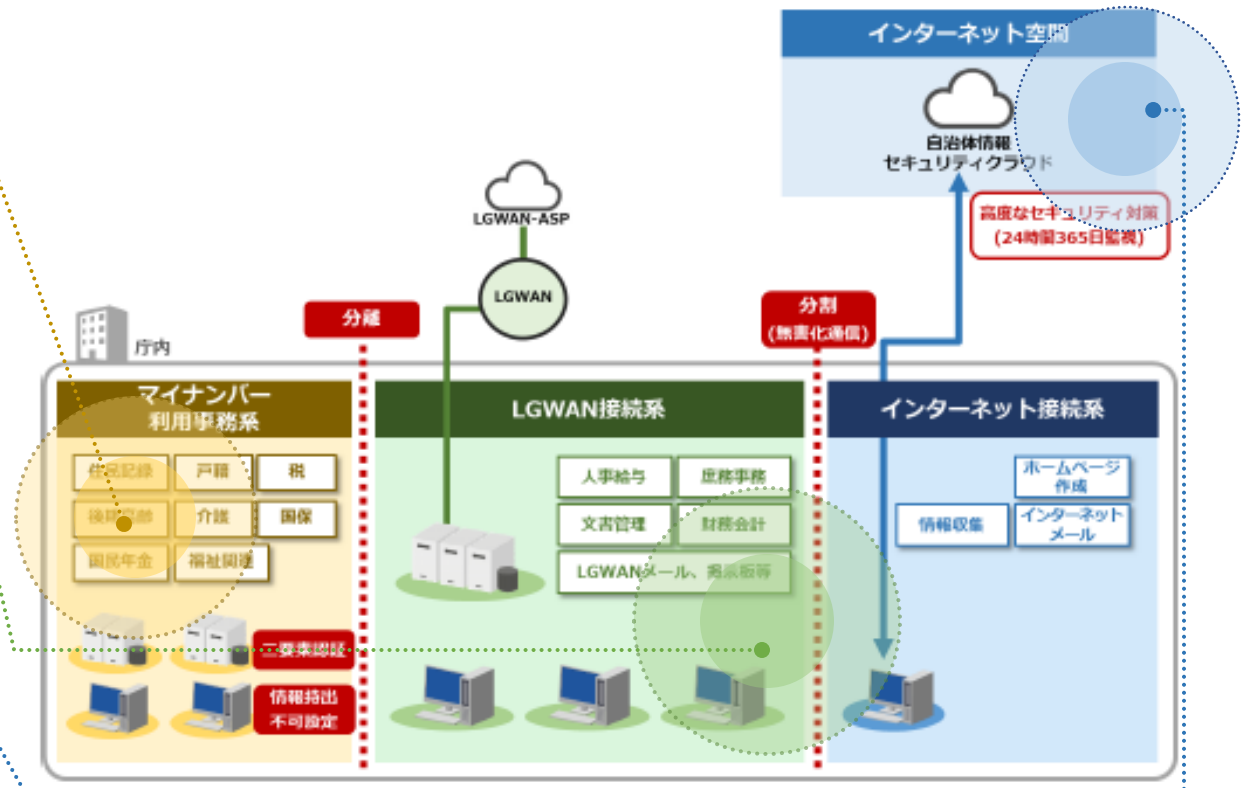 インターネット空間
自治体情報
セキュリティクラウド
高度なセキュリティ対策
(24時間365日監視)
LGWAN-ASP
LGWAN
分離
分割
(無害化通信)
庁内
マイナンバー
利用事務系
住民記録
戸籍
税
後期高齢
介護
国保
国民年金
福祉関連
二要素認証
情報持出
不可設定
LGWAN接続系
人事給与
庶務事務
文書管理
財務会計
LGWANメール、掲示板等
インターネット接続系
ホームページ
作成
情報収集
インターネット
メール